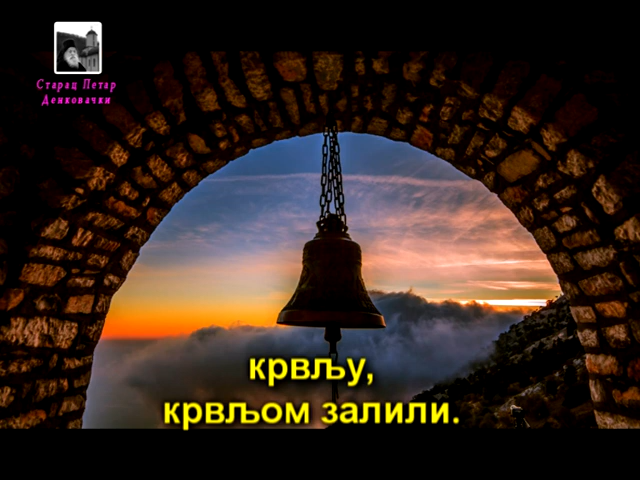 Старац Петар
Денковачки
крвљу,
крвљом залили.